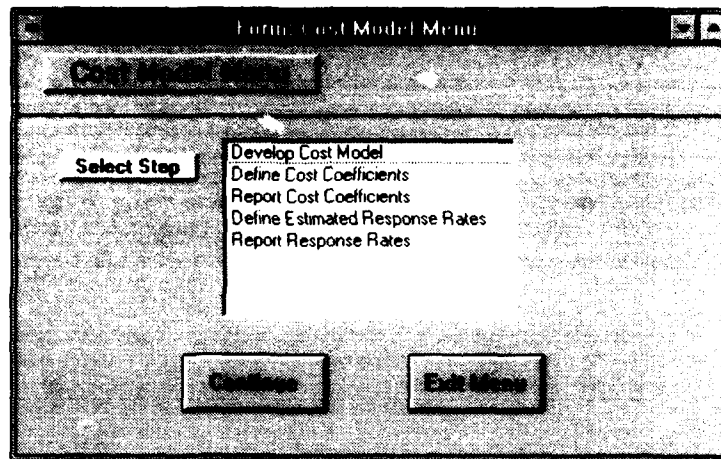 Form: Cost Model Menu
Cost Model Menu
Select Step
Develop Cost Model
Define Cost Coefficients
Report Cost Coefficients
Define Estimated Response Rates
Report Response Rates
Continue
Exit Menu